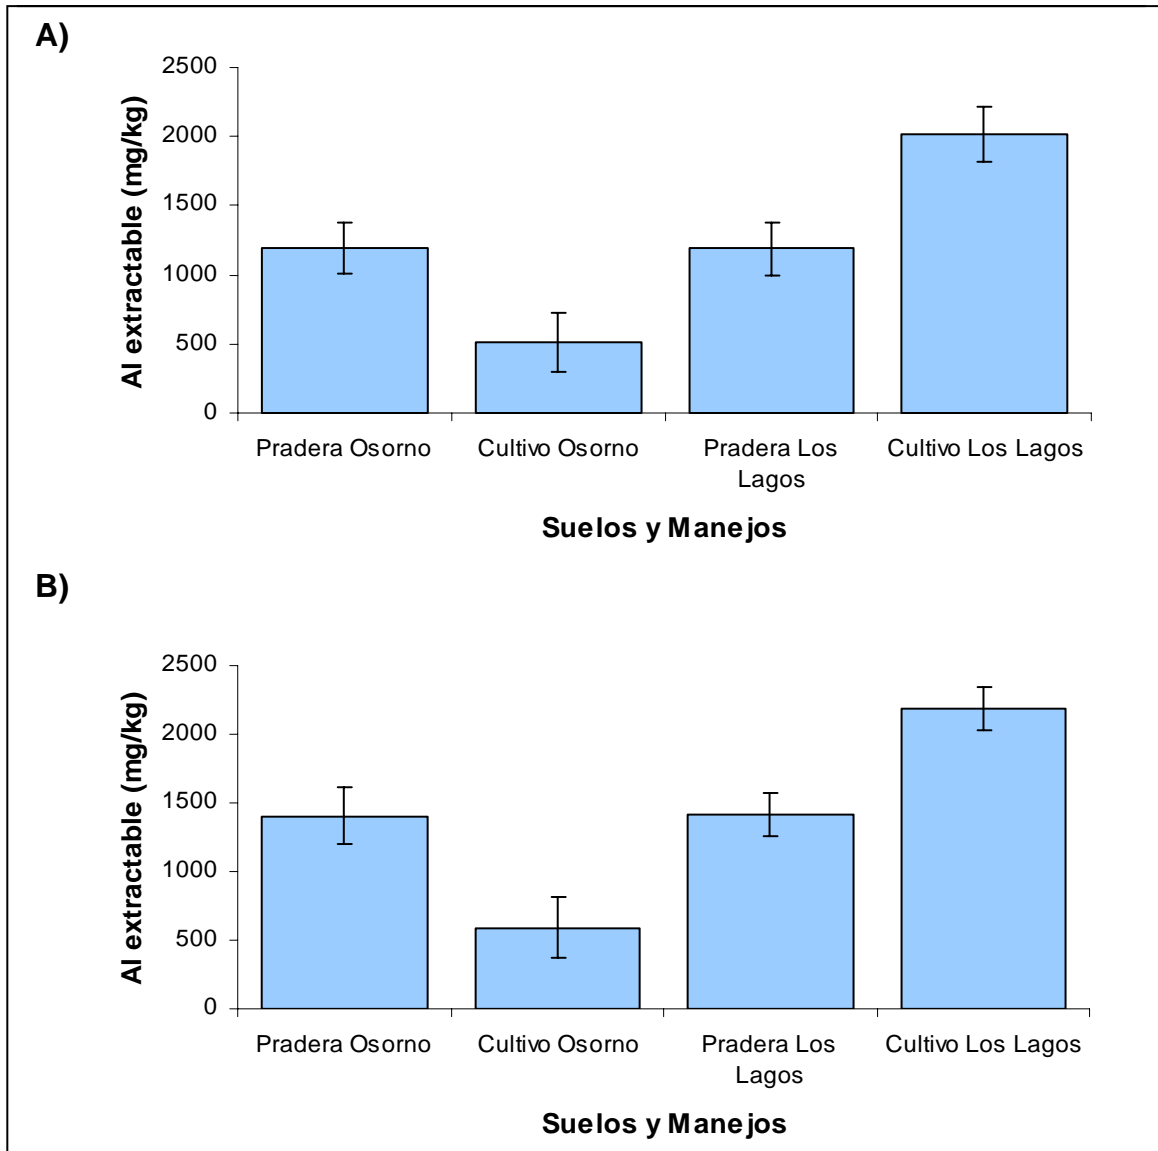 A)
2500
2000
1500
1000
500
0
Al extractable (mg/kg)
Pradera Osorno
Cultivo Osorno
Pradera Los
Lagos
Cultivo Los Lagos
Suelos y Manejos
B)
2500
2000
1500
1000
500
0
Al extractable (mg/kg)
Pradera Osorno
Cultivo Osorno
Pradera Los
Lagos
Cultivo Los Lagos
Suelos y Manejos